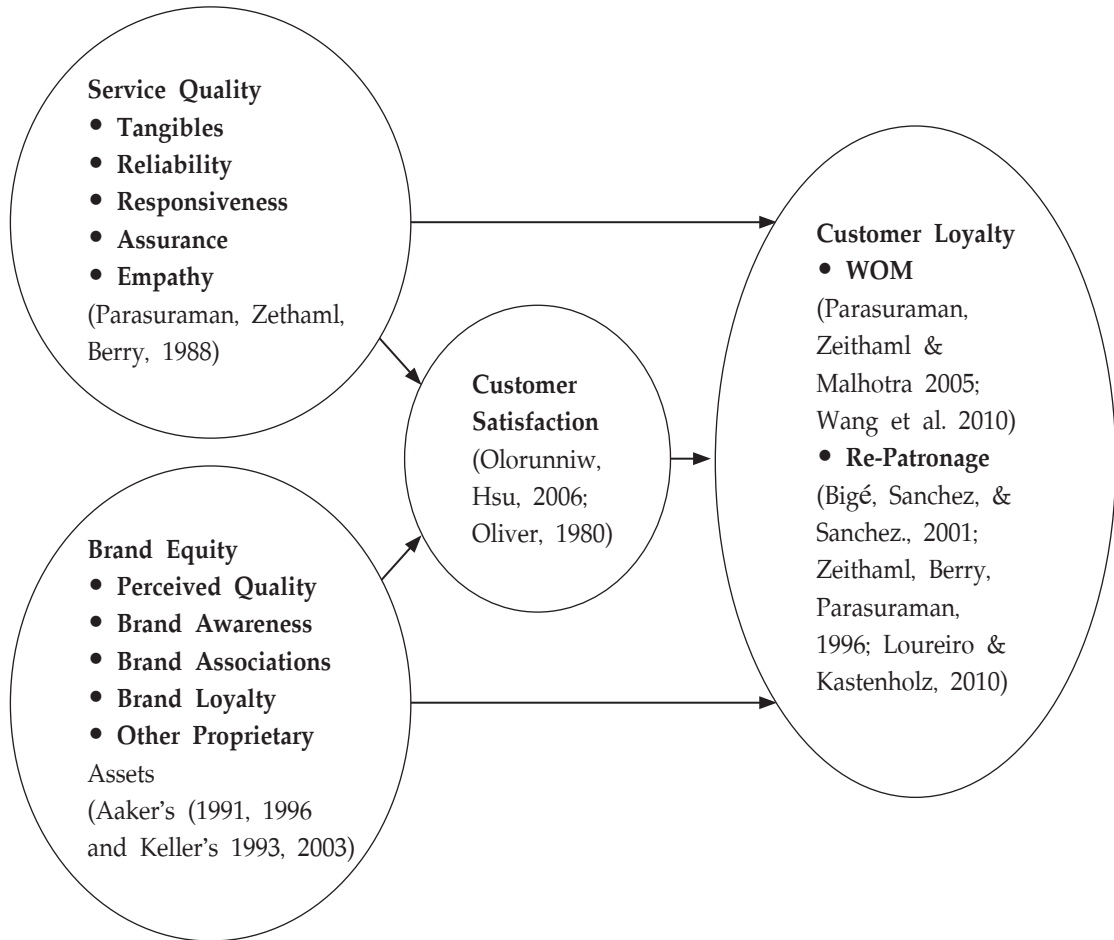 Service Quality
• Tangibles
• Reliability
• Responsiveness
• Assurance
• Empathy
(Parasuraman, Zethaml,
Berry, 1988)
Brand Equity
• Perceived Quality
• Brand Awareness
• Brand Associations
• Brand Loyalty
• Other Proprietary
Assets
(Aaker's (1991, 1996
and Keller's 1993, 2003)
Customer
Satisfaction
(Olorunniw,
Hsu, 2006;
Oliver, 1980)
Customer Loyalty
• WOM
(Parasuraman,
Zeithaml &
Malhotra 2005;
Wang et al. 2010)
• Re-Patronage
(Bigé, Sanchez, &
Sanchez., 2001;
Zeithaml, Berry,
Parasuraman,
1996; Loureiro &
Kastenholz, 2010)